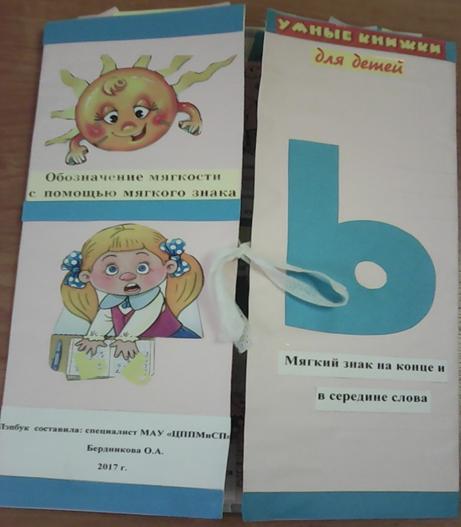 Обозначение мягкости
с помощью мягкого знака
Лэпбук составила: специалист МАУ «ЦППМиСП»
Бердникова О.А.
2017 г.
УМНЫЕ КНИЖКИ
для детей
Ь
Мягкий знак на конце и
в середине слова